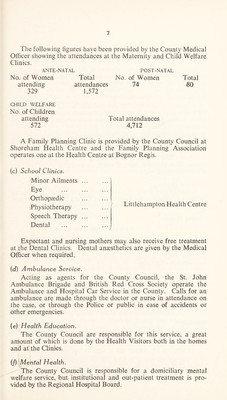 7
The following figures have been provided by the County Medical
Officer showing the attendances at the Maternity and Child Welfare
Clinics.
ANTE-NATAL POST-NATAL
No. of Women Total No. of Women Total
attending attendances 74 80
329 1,572
CHILD WELFARE
No. of Children
attending Total attendances
572 4,712
A Family Planning Clinic is provided by the County Council at
Shoreham Health Centre and the Family Planning Association
operates one at the Health Centre at Bognor Regis.
(c) School Clinics.
Minor Ailments ... ...
Eye ... ... ...
Orthopædic ...
Physiotherapy ... ... Littlehampton Health Centre
Speech Therapy ... ...
Dental ... ...
Expectant and nursing mothers may also receive free treatment
at the Dental Clinics. Dental anæsthetics are given by the Medical
Officer when required.
(d) Ambulance Service.
Acting as agents for the County Council, the St. John
Ambulance Brigade and British Red Cross Society operate the
Ambulance and Hospital Car Service in the County. Calls for an
ambulance are made through the doctor or nurse in attendance on
the case, or through the Police or public in case of accidents or
other emergencies.
(e) Health Education.
The County Council are responsible for this service, a great
amount of which is done by the Health Visitors both in the homes
and at the Clinics.
(f) Mental Health.
The County Council is responsible for a domiciliary mental
welfare service, but institutional and out-patient treatment is pro-
vided by the Regional Hospital Board.